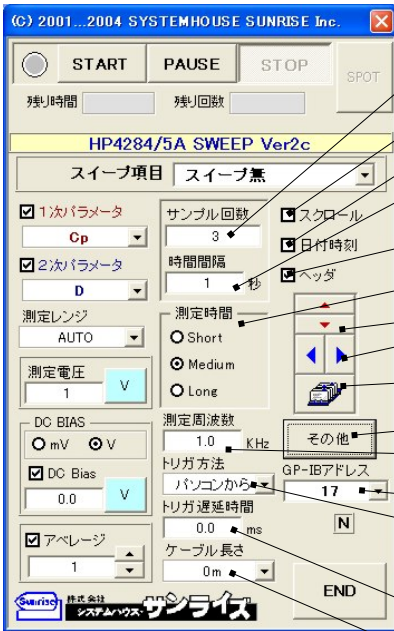 (C) 2001...2004 SYSTEMHOUSE SUNRISE Inc.
START PAUSE STOP SPOT
残り時間 残り回数
HP4284/5A SWEEP Ver2c
スイープ項目 スイープ無
1次パラメータ
Cp
2次パラメータ
D
測定レンジ
AUTO
測定電圧
1 V
DC BIAS
mV V
DC Bias
0.0 V
アベレージ
1
サンプル回数
3
時間間隔
1 秒
測定時間
Short
Medium
Long
測定周波数
1.0 KHz
トリガ方法
パソコンから
トリガ遅延時間
0.0 ms
ケーブル長さ
0m
スクロール
日付時刻
ヘッダ
その他
GP-IBアドレス
17
N
END
Sunrise 株式会社 システムハウス サンライズ